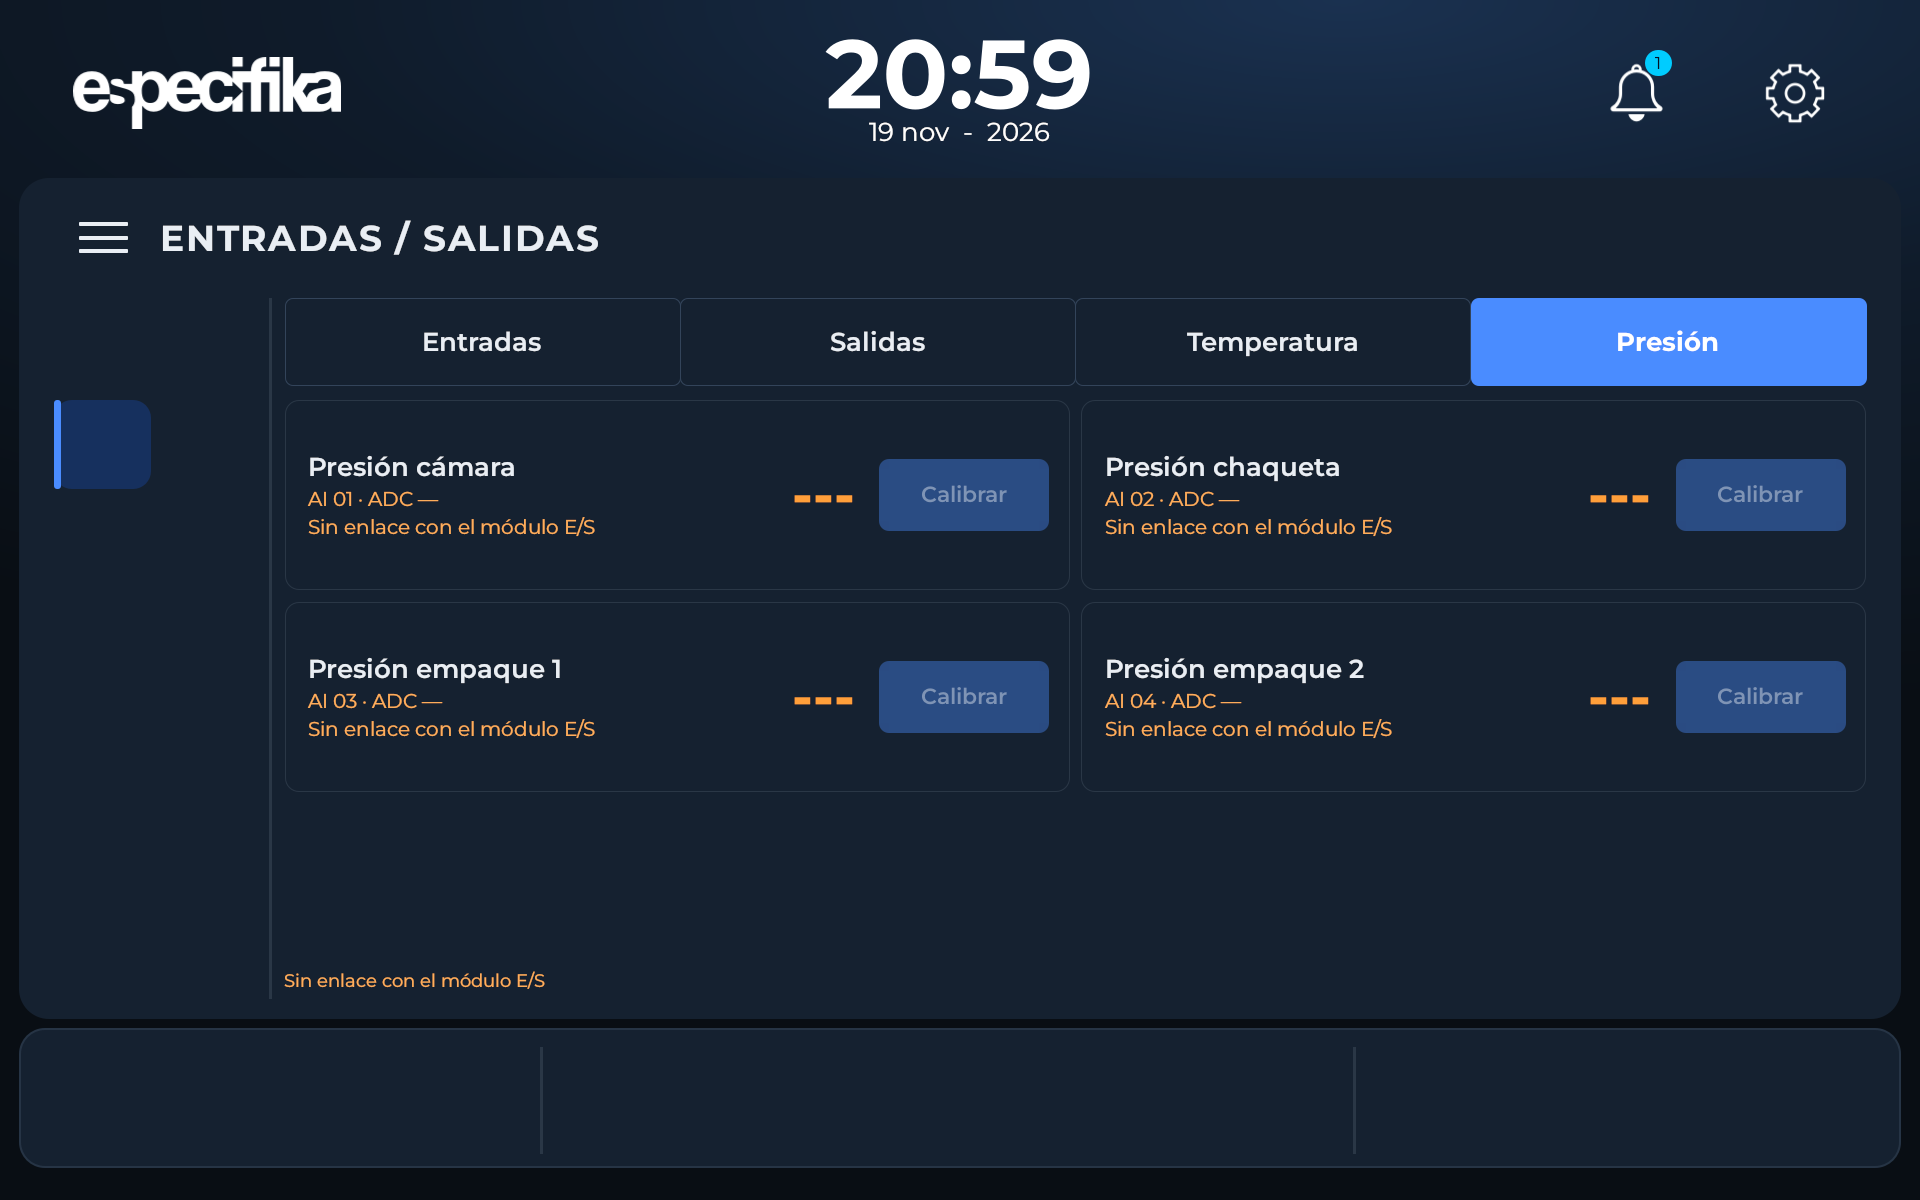 especifika
20:59
19 nov - 2026
1
ENTRADAS / SALIDAS
Entradas
Salidas
Temperatura
Presión
Presión cámara
AI 01 · ADC —
Sin enlace con el módulo E/S
---
Calibrar
Presión chaqueta
AI 02 · ADC —
Sin enlace con el módulo E/S
---
Calibrar
Presión empaque 1
AI 03 · ADC —
Sin enlace con el módulo E/S
---
Calibrar
Presión empaque 2
AI 04 · ADC —
Sin enlace con el módulo E/S
---
Calibrar
Sin enlace con el módulo E/S